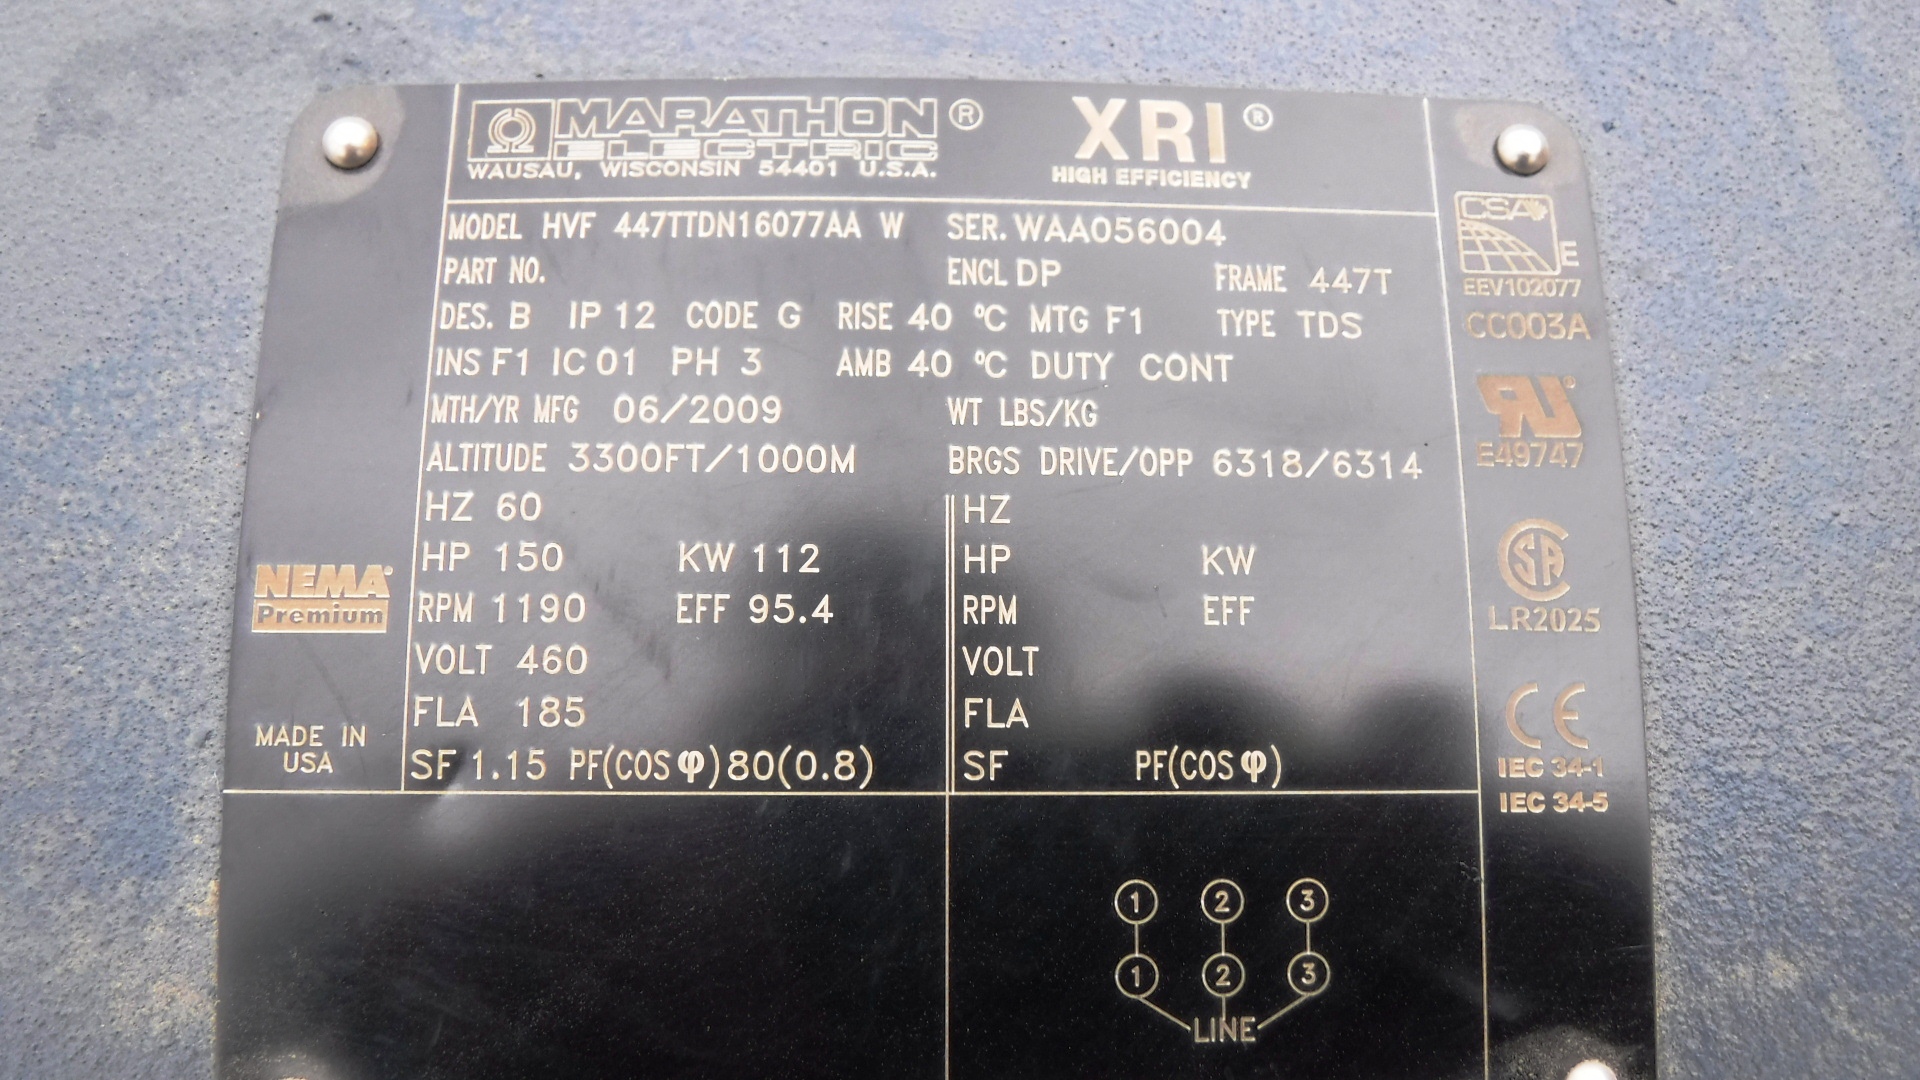 MARATHON®
ELECTRIC
WAUSAU, WISCONSIN 54401 U.S.A.
XRI®
HIGH EFFICIENCY
MODEL HVF 447TTDN16077AA W SER. WAA056004
PART NO. ENCL DP FRAME 447T
DES. B IP 12 CODE G RISE 40 °C MTG F1 TYPE TDS
INS F1 IC 01 PH 3 AMB 40 °C DUTY CONT
MTH/YR MFG 06/2009 WT LBS/KG
ALTITUDE 3300FT/1000M BRGS DRIVE/OPP 6318/6314
HZ 60
HP 150 KW 112
RPM 1190 EFF 95.4
VOLT 460
FLA 185
SF 1.15 PF(COS φ) 80(0.8)
HZ
HP KW
RPM EFF
VOLT
FLA
SF PF(COS φ)
NEMA
Premium
MADE IN
USA
CSA
E
EEV102077
CC003A
RU®
E49747
SA
LR2025
CE
IEC 34-1
IEC 34-5
1 2 3
1 2 3
LINE